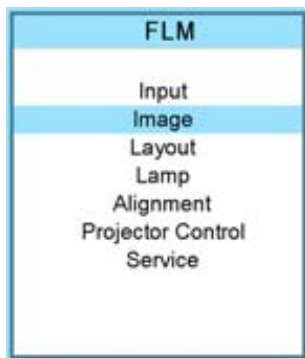 FLM
Input
Image
Layout
Lamp
Alignment
Projector Control
Service